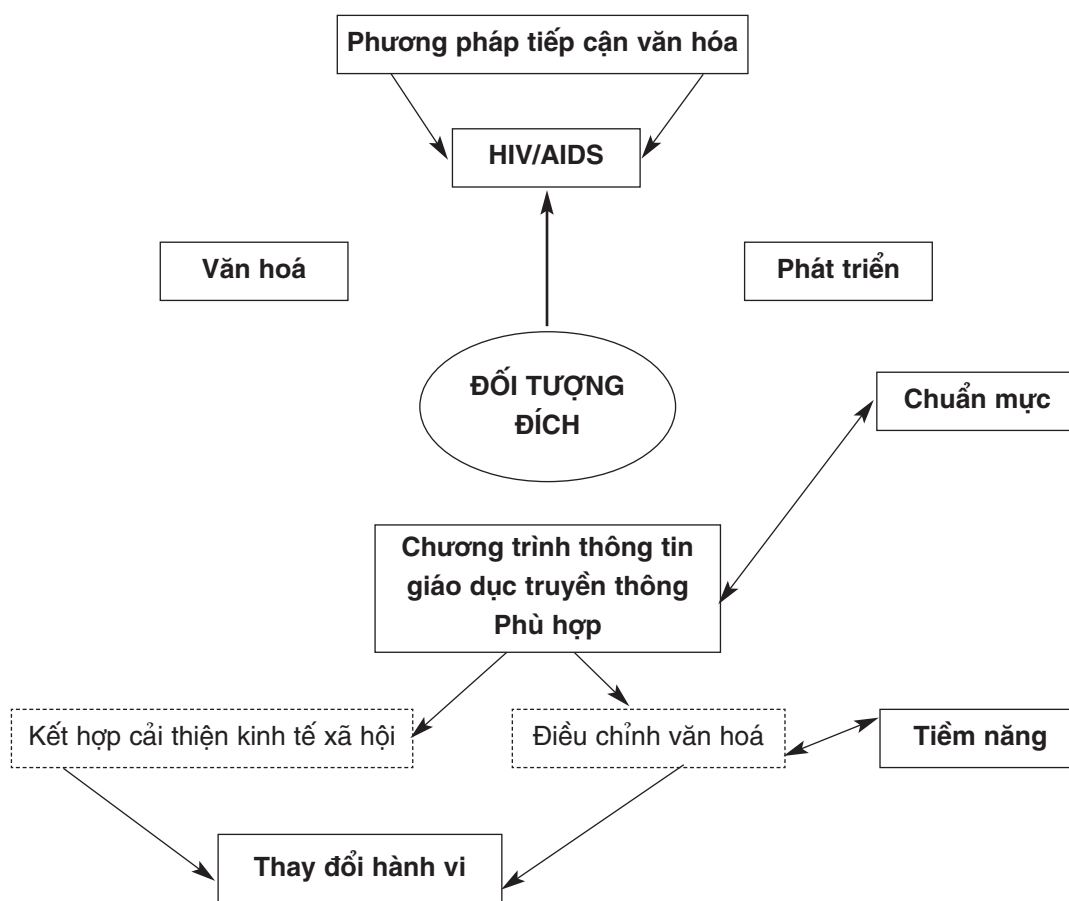 Phương pháp tiếp cận văn hóa
HIV/AIDS
Văn hoá
Phát triển
ĐỐI TƯỢNG
ĐÍCH
Chuẩn mực
Chương trình thông tin
giáo dục truyền thông
Phù hợp
Kết hợp cải thiện kinh tế xã hội
Điều chỉnh văn hoá
Tiềm năng
Thay đổi hành vi